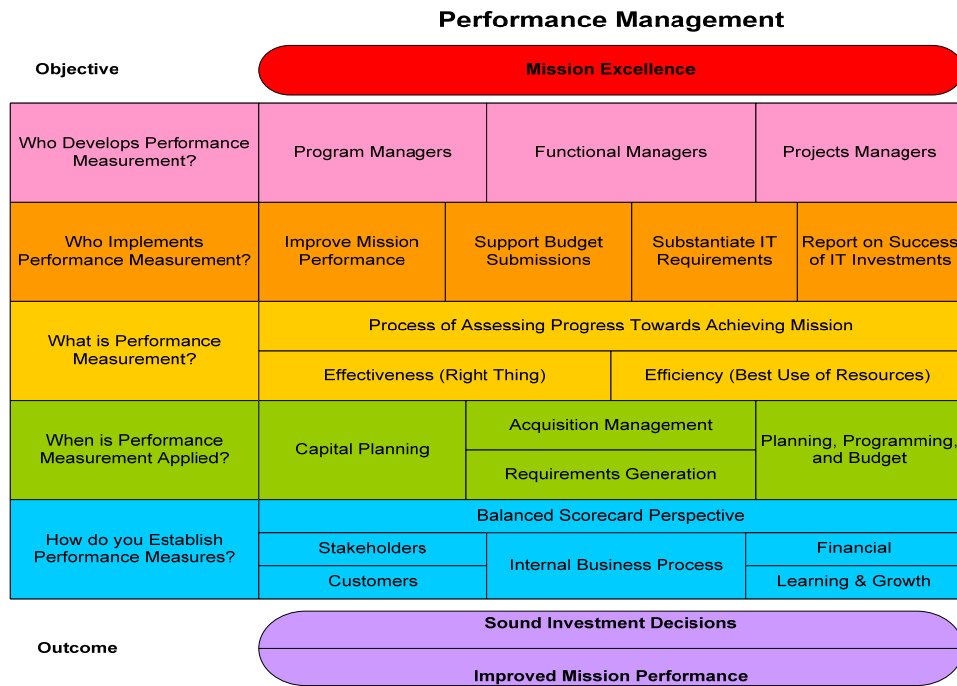 Performance Management
Objective
Mission Excellence
Who Develops Performance
Measurement?
Program Managers
Functional Managers
Projects Managers
Who Implements
Performance Measurement?
Improve Mission
Performance
Support Budget
Submissions
Substantiate IT
Requirements
Report on Success
of IT Investments
What is Performance
Measurement?
Process of Assessing Progress Towards Achieving Mission
Effectiveness (Right Thing)
Efficiency (Best Use of Resources)
When is Performance
Measurement Applied?
Capital Planning
Acquisition Management
Requirements Generation
Planning, Programming,
and Budget
How do you Establish
Performance Measures?
Balanced Scorecard Perspective
Stakeholders
Customers
Internal Business Process
Financial
Learning & Growth
Outcome
Sound Investment Decisions
Improved Mission Performance